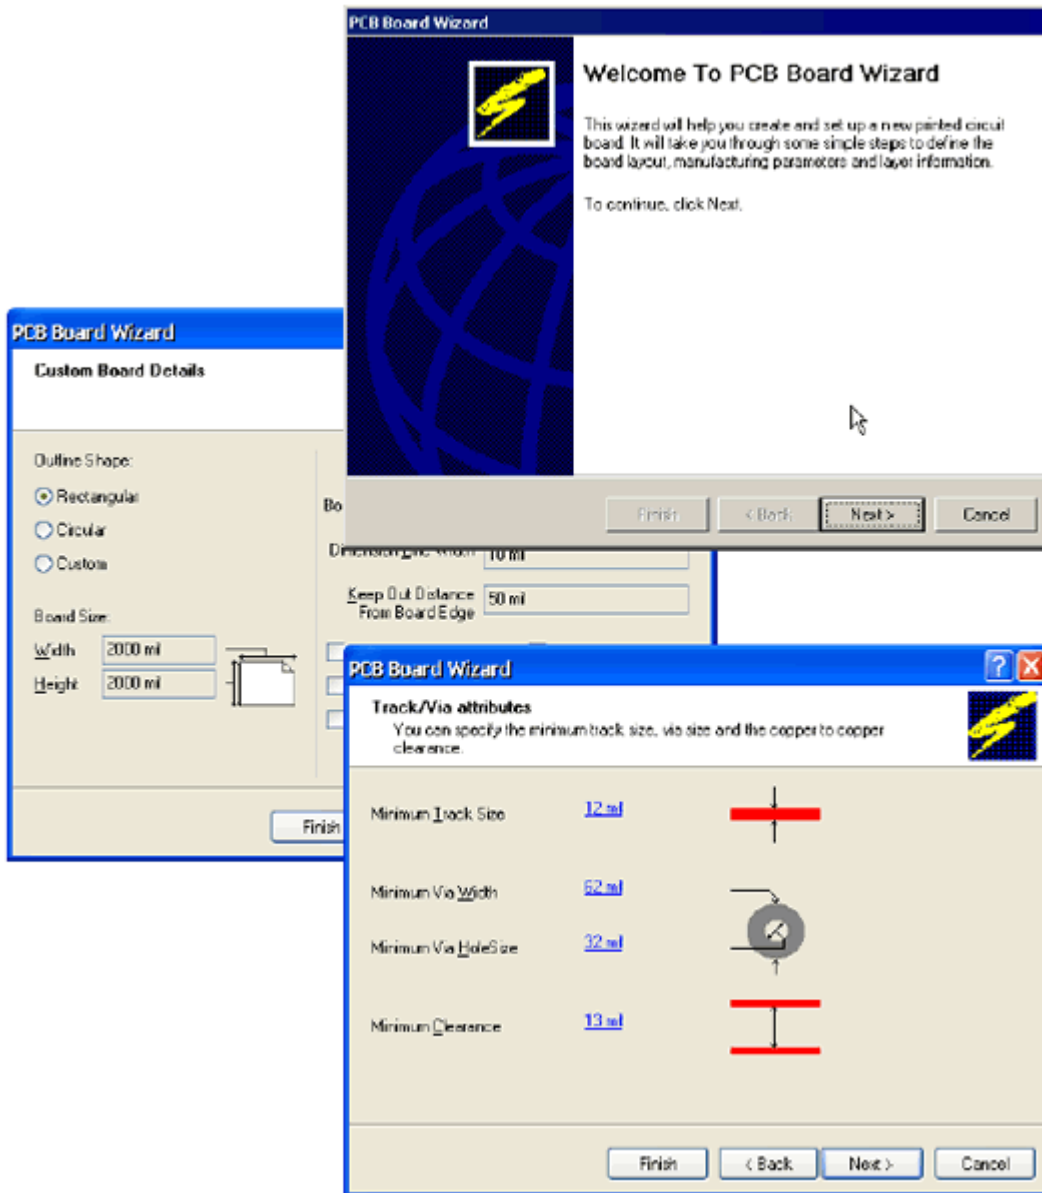 PCB Board Wizard
Welcome To PCB Board Wizard
This wizard will help you create and set up a new printed circuit
board. It will take you through some simple steps to define the
board layout, manufacturing parameters and layer information.
To continue, click Next.
Finish
< Back
Next >
Cancel
PCB Board Wizard
Custom Board Details
Outline Shape:
Rectangular
Circular
Custom
Board Size:
Width 2000 mil
Height 2000 mil
Bo
Dimension Line Width 10 mil
Keep Out Distance
From Board Edge 50 mil
Finish
PCB Board Wizard
Track/Via attributes
You can specify the minimum track size, via size and the copper to copper
clearance.
Minimum Track Size 12 mil
Minimum Via Width 62 mil
Minimum Via HoleSize 32 mil
Minimum Clearance 13 mil
Finish
< Back
Next >
Cancel